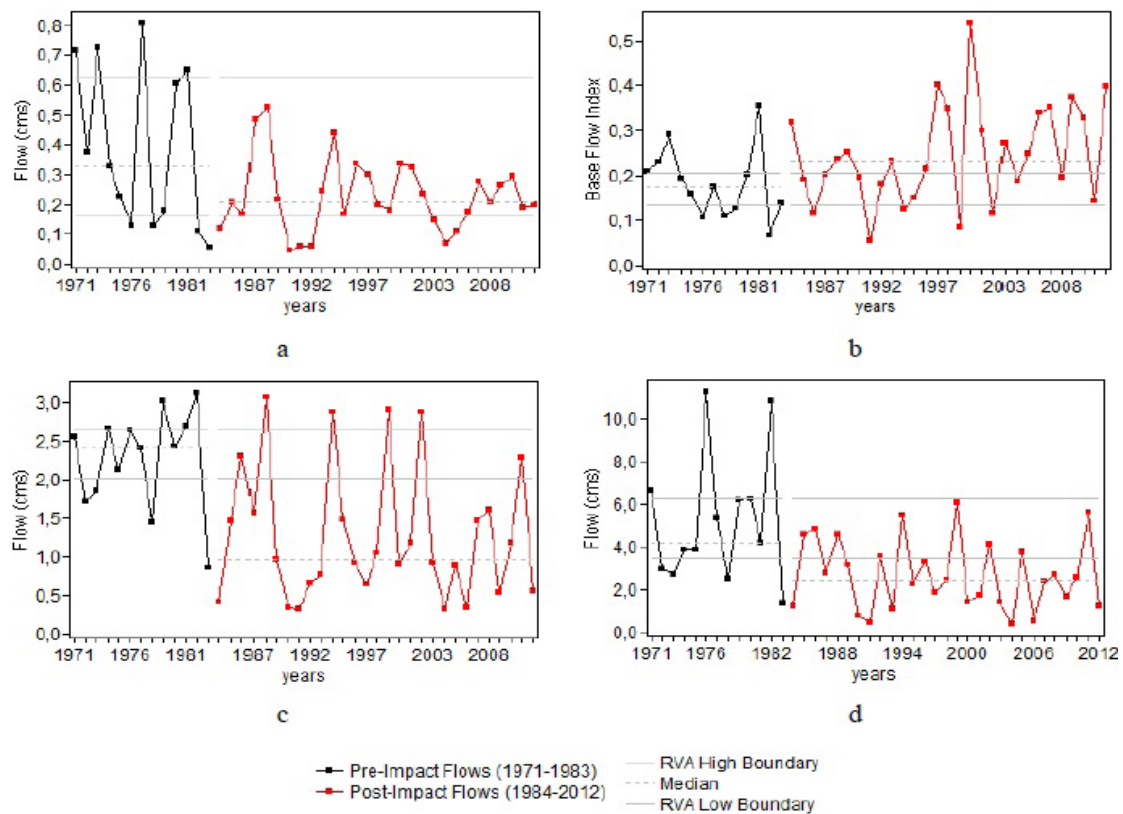 0,8
0,7
0,6
0,5
0,4
0,3
0,2
0,1
0,0
Flow (cms)
1971 1976 1981 1987 1992 1997 2003 2008
years
a
0,5
0,4
0,3
0,2
0,1
0,0
Base Flow Index
1971 1976 1981 1987 1992 1997 2003 2008
years
b
3,0
2,5
2,0
1,5
1,0
0,5
0,0
Flow (cms)
1971 1976 1981 1987 1992 1997 2003 2008
years
c
10,0
8,0
6,0
4,0
2,0
0,0
Flow (cms)
1971 1976 1982 1988 1994 2000 2006 2012
years
d
Pre-Impact Flows (1971-1983)
Post-Impact Flows (1984-2012)
RVA High Boundary
Median
RVA Low Boundary